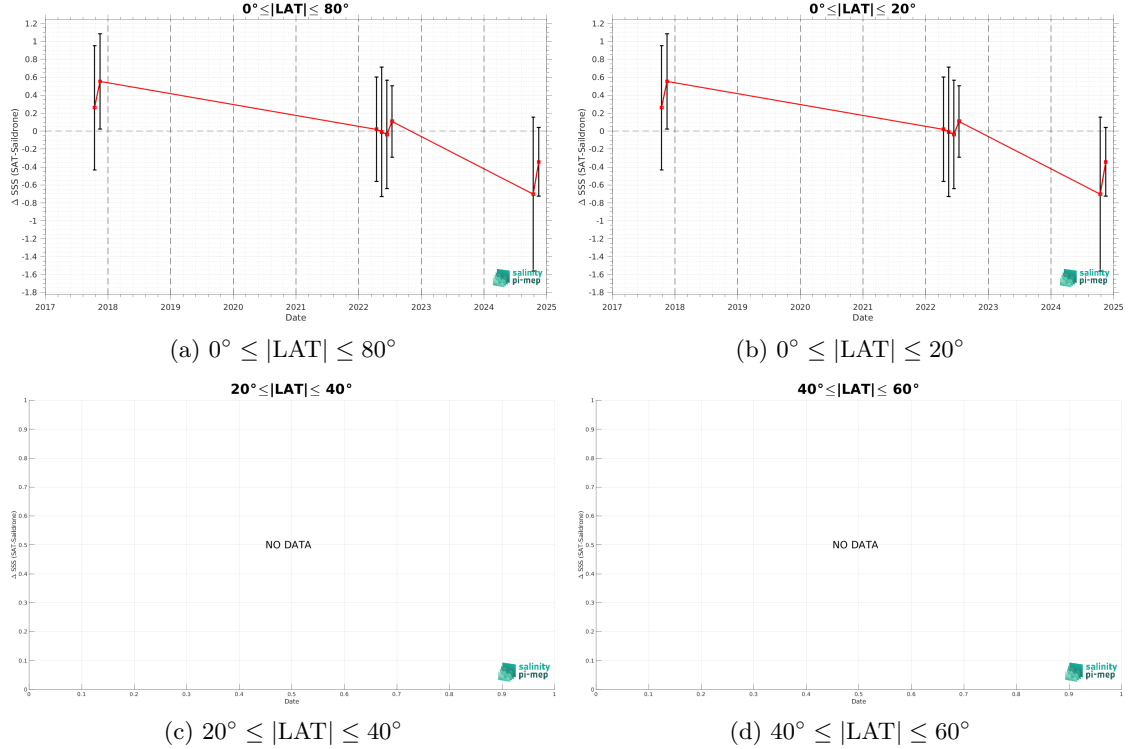 0°≤|LAT|≤ 80°
Δ SSS (SAT-Saildrone)
1.2
1
0.8
0.6
0.4
0.2
0
-0.2
-0.4
-0.6
-0.8
-1
-1.2
-1.4
-1.6
-1.8
salinity
pi-mep
2017 2018 2019 2020 2021 2022 2023 2024 2025
Date
(a) 0° ≤ |LAT| ≤ 80°
0°≤|LAT|≤ 20°
Δ SSS (SAT-Saildrone)
1.2
1
0.8
0.6
0.4
0.2
0
-0.2
-0.4
-0.6
-0.8
-1
-1.2
-1.4
-1.6
-1.8
salinity
pi-mep
2017 2018 2019 2020 2021 2022 2023 2024 2025
Date
(b) 0° ≤ |LAT| ≤ 20°
20°≤|LAT|≤ 40°
Δ SSS (SAT-Saildrone)
1
0.9
0.8
0.7
0.6
0.5
0.4
0.3
0.2
0.1
0
NO DATA
salinity
pi-mep
0 0.1 0.2 0.3 0.4 0.5 0.6 0.7 0.8 0.9 1
Date
(c) 20° ≤ |LAT| ≤ 40°
40°≤|LAT|≤ 60°
Δ SSS (SAT-Saildrone)
1
0.9
0.8
0.7
0.6
0.5
0.4
0.3
0.2
0.1
0
NO DATA
salinity
pi-mep
0 0.1 0.2 0.3 0.4 0.5 0.6 0.7 0.8 0.9 1
Date
(d) 40° ≤ |LAT| ≤ 60°